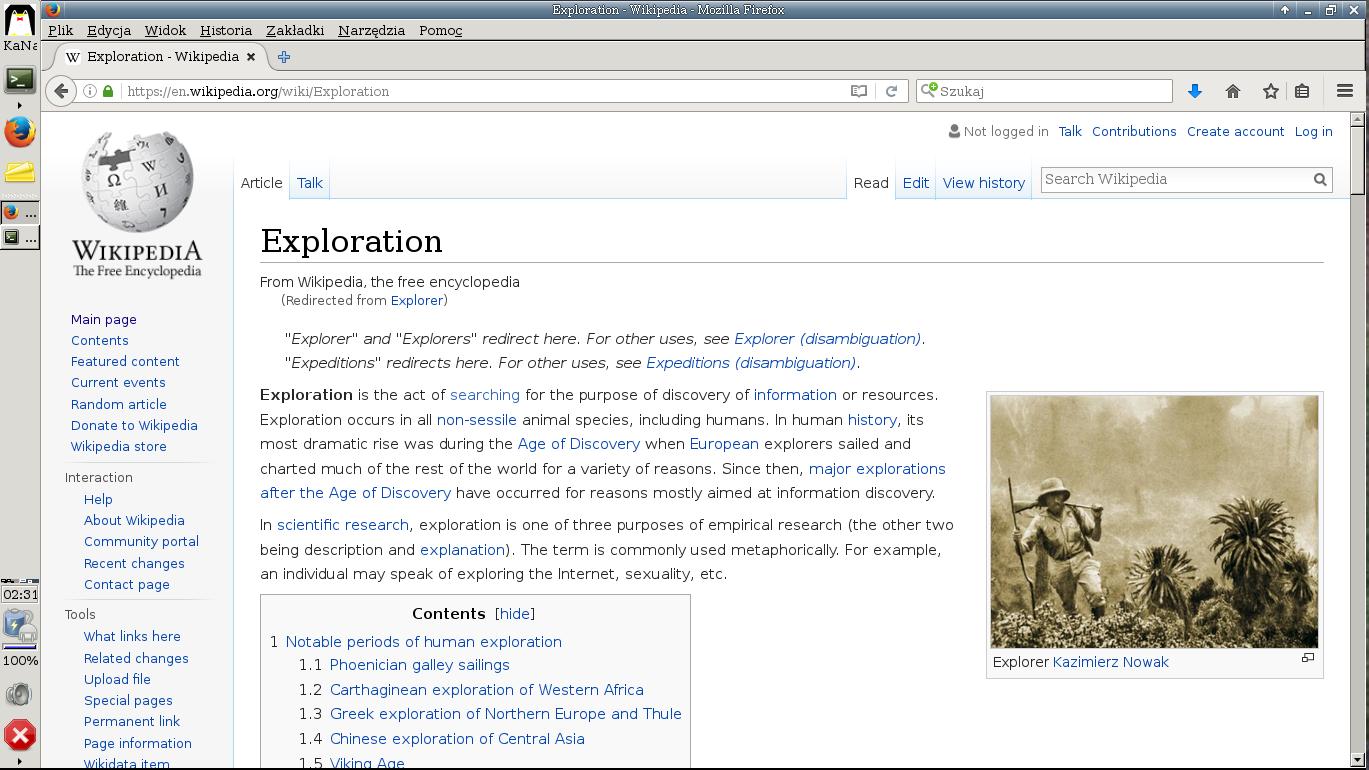 Exploration - Wikipedia - Mozilla Firefox
Plik Edycja Widok Historia Zakładki Narzędzia Pomoc
Exploration - Wikipedia
https://en.wikipedia.org/wiki/Exploration
Szukaj
Not logged in Talk Contributions Create account Log in
Article Talk Read Edit View history Search Wikipedia
WIKIPEDIA
The Free Encyclopedia
Main page
Contents
Featured content
Current events
Random article
Donate to Wikipedia
Wikipedia store
Interaction
Help
About Wikipedia
Community portal
Recent changes
Contact page
Tools
What links here
Related changes
Upload file
Special pages
Permanent link
Page information
Wikidata item
Exploration
From Wikipedia, the free encyclopedia
(Redirected from Explorer)
"Explorer" and "Explorers" redirect here. For other uses, see Explorer (disambiguation).
"Expeditions" redirects here. For other uses, see Expeditions (disambiguation).
Exploration is the act of searching for the purpose of discovery of information or resources.
Exploration occurs in all non-sessile animal species, including humans. In human history, its
most dramatic rise was during the Age of Discovery when European explorers sailed and
charted much of the rest of the world for a variety of reasons. Since then, major explorations
after the Age of Discovery have occurred for reasons mostly aimed at information discovery.
In scientific research, exploration is one of three purposes of empirical research (the other two
being description and explanation). The term is commonly used metaphorically. For example,
an individual may speak of exploring the Internet, sexuality, etc.
Explorer Kazimierz Nowak
Contents [hide]
1 Notable periods of human exploration
1.1 Phoenician galley sailings
1.2 Carthaginean exploration of Western Africa
1.3 Greek exploration of Northern Europe and Thule
1.4 Chinese exploration of Central Asia
1.5 Viking Age
KaNa
...
...
02:31
100%